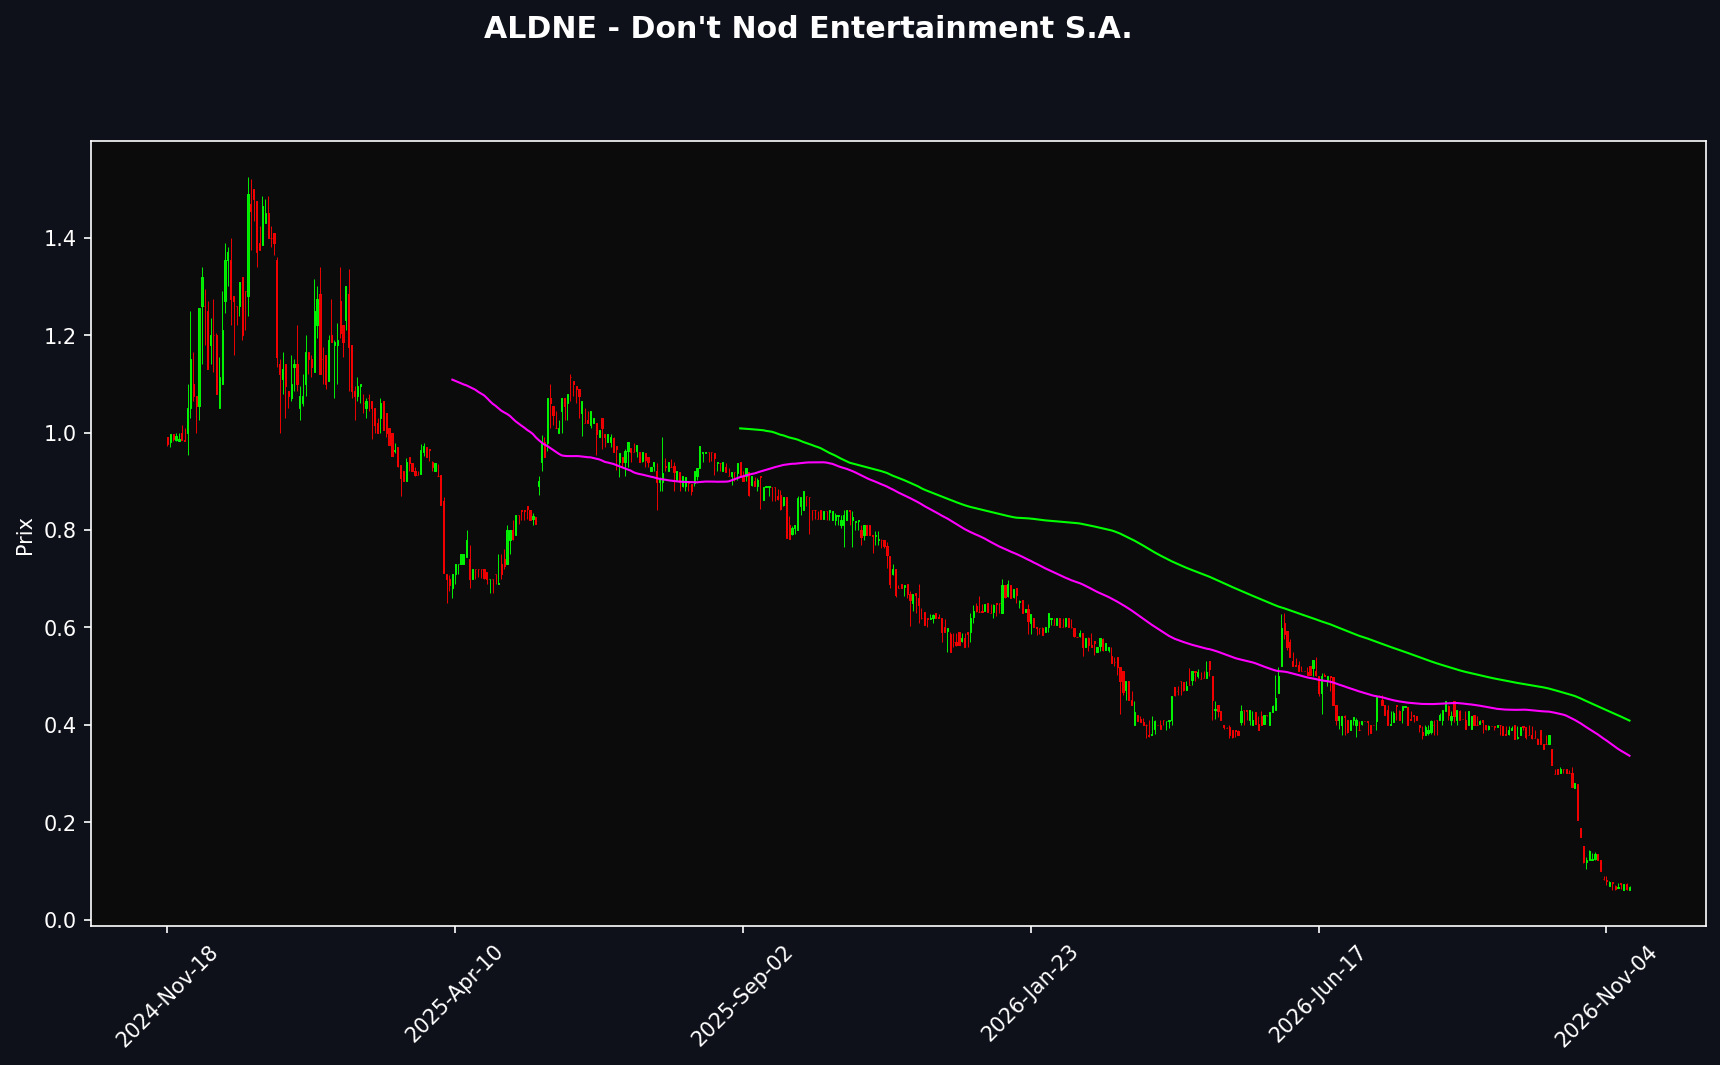 ALDNE - Don't Nod Entertainment S.A.
Prix
1.4
1.2
1.0
0.8
0.6
0.4
0.2
0.0
2024-Nov-18
2025-Apr-10
2025-Sep-02
2026-Jan-23
2026-Jun-17
2026-Nov-04